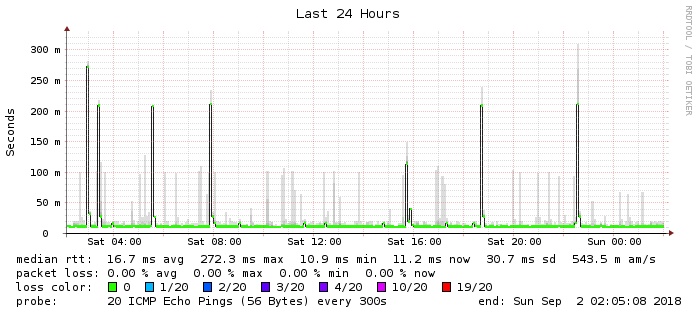 Last 24 Hours
RRDTOOL / TOBI OETIKER
Seconds
300 m
250 m
200 m
150 m
100 m
50 m
0
Sat 04:00 Sat 08:00 Sat 12:00 Sat 16:00 Sat 20:00 Sun 00:00
median rtt: 16.7 ms avg 272.3 ms max 10.9 ms min 11.2 ms now 30.7 ms sd 543.5 m am/s
packet loss: 0.00 % avg 0.00 % max 0.00 % min 0.00 % now
loss color: 0 1/20 2/20 3/20 4/20 10/20 19/20
probe: 20 ICMP Echo Pings (56 Bytes) every 300s end: Sun Sep 2 02:05:08 2018